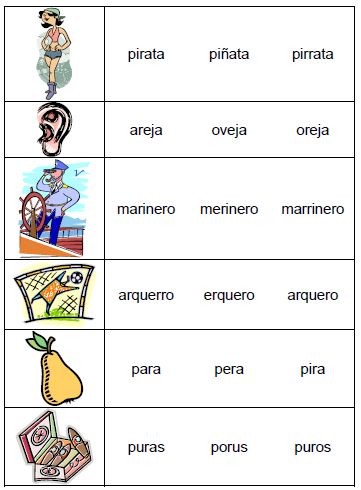 pirata piñata pirrata
areja oveja oreja
marinero merinero marrinero
arquerro erquero arquero
para pera pira
puras porus puros